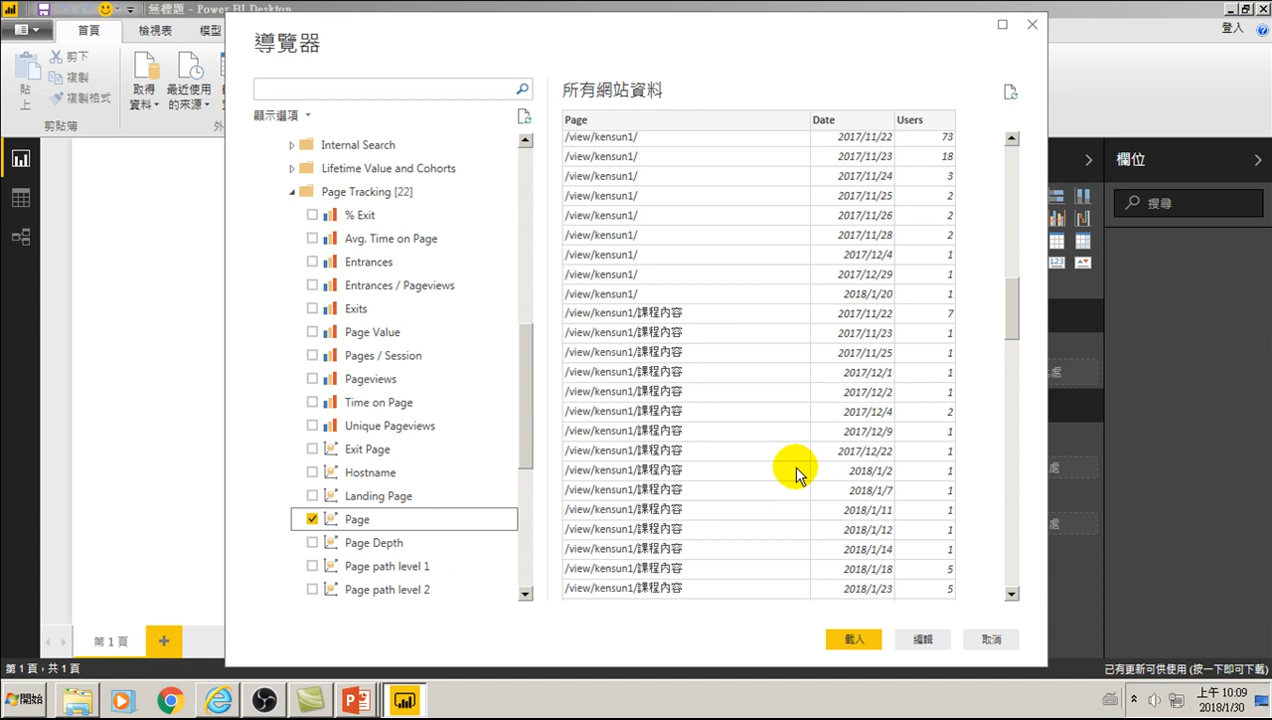 無標題 - Power BI Desktop
首頁
檢視表
模型
登入
貼上
剪下
複製
複製格式
剪貼簿
取得資料
最近使用的來源
導覽器
顯示選項
Internal Search
Lifetime Value and Cohorts
Page Tracking [22]
% Exit
Avg. Time on Page
Entrances
Entrances / Pageviews
Exits
Page Value
Pages / Session
Pageviews
Time on Page
Unique Pageviews
Exit Page
Hostname
Landing Page
Page
Page Depth
Page path level 1
Page path level 2
所有網站資料
Page Date Users
/view/kensun1/ 2017/11/22 73
/view/kensun1/ 2017/11/23 18
/view/kensun1/ 2017/11/24 3
/view/kensun1/ 2017/11/25 2
/view/kensun1/ 2017/11/26 2
/view/kensun1/ 2017/11/28 2
/view/kensun1/ 2017/12/4 1
/view/kensun1/ 2017/12/29 1
/view/kensun1/ 2018/1/20 1
/view/kensun1/課程內容 2017/11/22 7
/view/kensun1/課程內容 2017/11/23 1
/view/kensun1/課程內容 2017/11/25 1
/view/kensun1/課程內容 2017/12/1 1
/view/kensun1/課程內容 2017/12/2 1
/view/kensun1/課程內容 2017/12/4 2
/view/kensun1/課程內容 2017/12/9 1
/view/kensun1/課程內容 2017/12/22 1
/view/kensun1/課程內容 2018/1/2 1
/view/kensun1/課程內容 2018/1/7 1
/view/kensun1/課程內容 2018/1/11 1
/view/kensun1/課程內容 2018/1/12 1
/view/kensun1/課程內容 2018/1/14 1
/view/kensun1/課程內容 2018/1/18 5
/view/kensun1/課程內容 2018/1/23 5
載入
編輯
取消
欄位
搜尋
123
處
處
處
第 1 頁
第 1 頁，共 1 頁
已有更新可供使用 (按一下即可下載)
開始
上午 10:09
2018/1/30